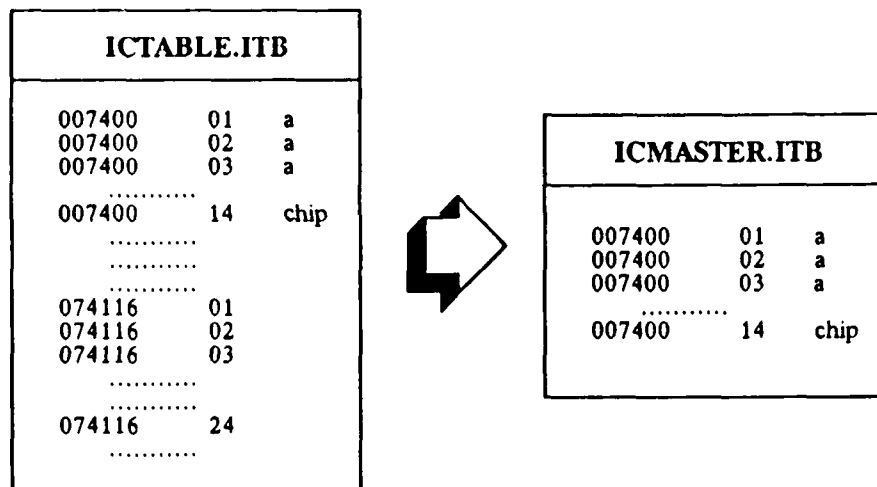 ICTABLE.ITB
007400 01 a
007400 02 a
007400 03 a
...........
007400 14 chip
...........
...........
...........
074116 01
074116 02
074116 03
...........
...........
074116 24
...........
ICMASTER.ITB
007400 01 a
007400 02 a
007400 03 a
...........
007400 14 chip